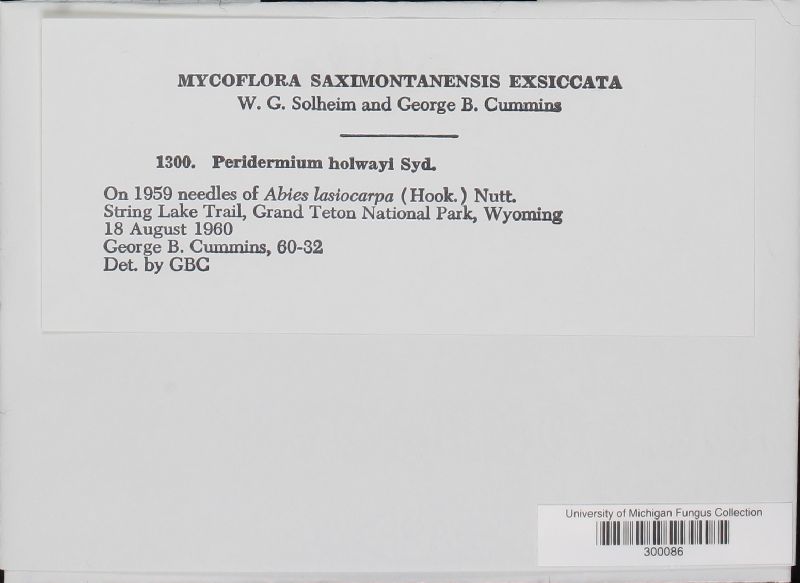 MYCOFLORA SAXIMONTANENSIS EXSICCATA
W. G. Solheim and George B. Cummins
1300. Peridermium holwayi Syd.
On 1959 needles of Abies lasiocarpa (Hook.) Nutt.
String Lake Trail, Grand Teton National Park, Wyoming
18 August 1960
George B. Cummins, 60-32
Det. by GBC
University of Michigan Fungus Collection
300086